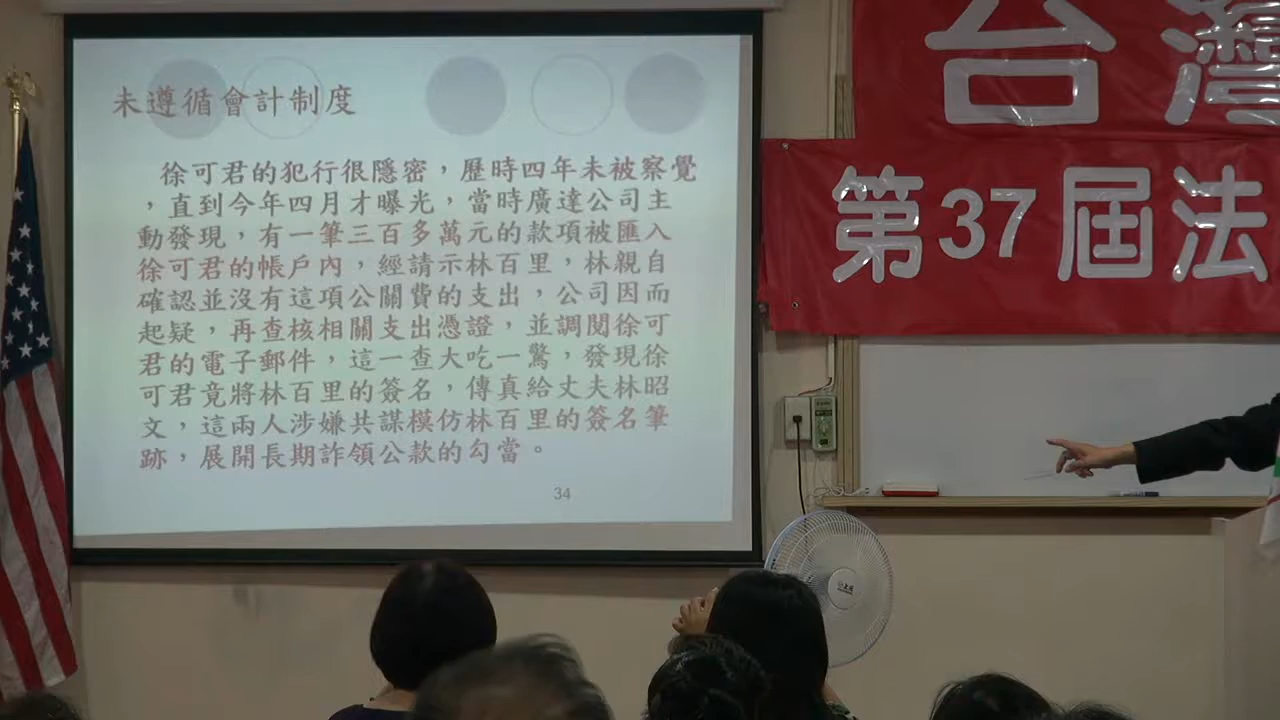 未遵循會計制度
徐可君的犯行很隱密，歷時四年未被察覺
，直到今年四月才曝光，當時廣達公司主
動發現，有一筆三百多萬元的款項被匯入
徐可君的帳戶內，經請示林百里，林親自
確認並沒有這項公關費的支出，公司因而
起疑，再查核相關支出憑證，並調閱徐可
君的電子郵件，這一查大吃一驚，發現徐
可君竟將林百里的簽名，傳真給丈夫林昭
文，這兩人涉嫌共謀模仿林百里的簽名筆
跡，展開長期詐領公款的勾當。
34
台灣
第37屆法